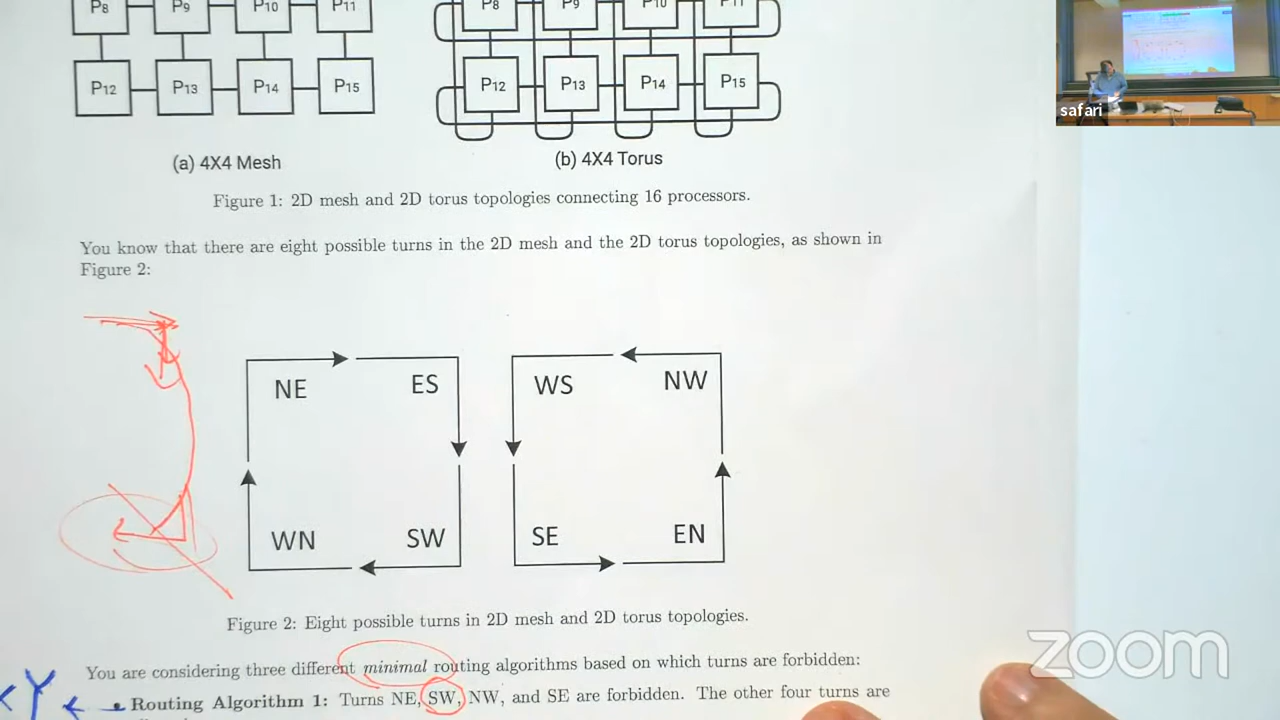 P8 P9 P10 P11
P8 P9 P10 P11
P12 P13 P14 P15
P12 P13 P14 P15
(a) 4X4 Mesh
(b) 4X4 Torus
Figure 1: 2D mesh and 2D torus topologies connecting 16 processors.
You know that there are eight possible turns in the 2D mesh and the 2D torus topologies, as shown in
Figure 2:
NE ES WS NW
WN SW SE EN
Figure 2: Eight possible turns in 2D mesh and 2D torus topologies.
You are considering three different minimal routing algorithms based on which turns are forbidden:
XY ← • Routing Algorithm 1: Turns NE, SW, NW, and SE are forbidden. The other four turns are
safari
zoom